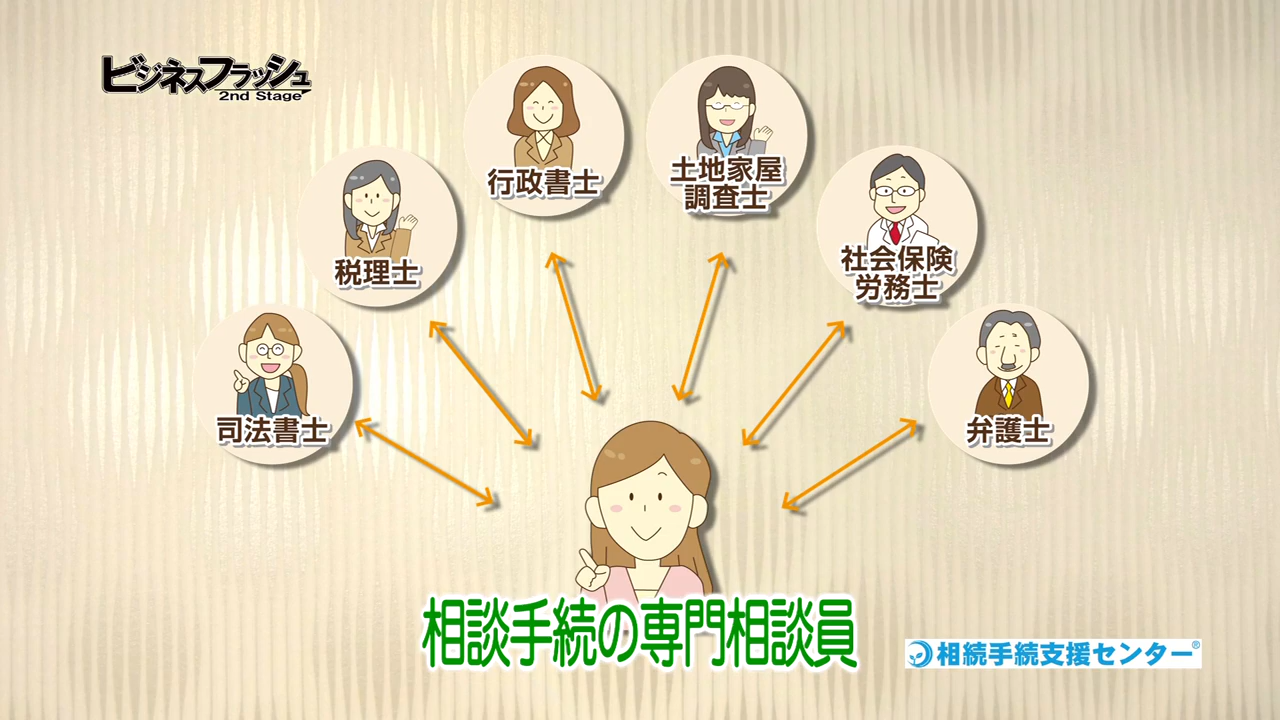 ビジネスフラッシュ
2nd Stage
行政書士
土地家屋
調査士
税理士
社会保険
労務士
司法書士
弁護士
相談手続の専門相談員
相続手続支援センター®